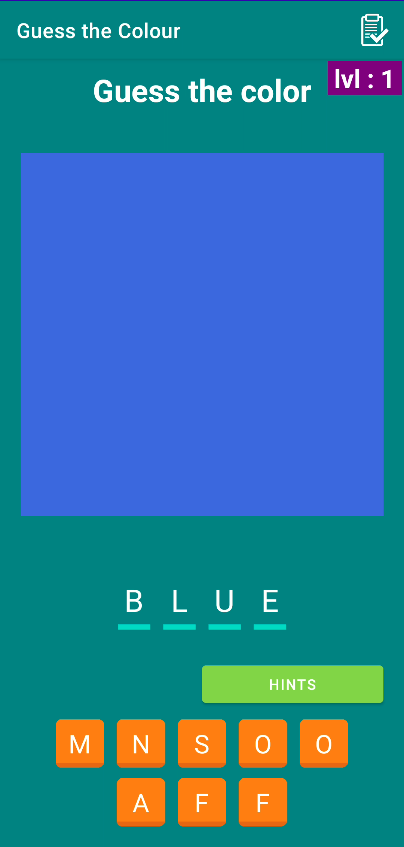 Guess the Colour
lvl : 1
Guess the color
B L U E
HINTS
M N S O O
A F F